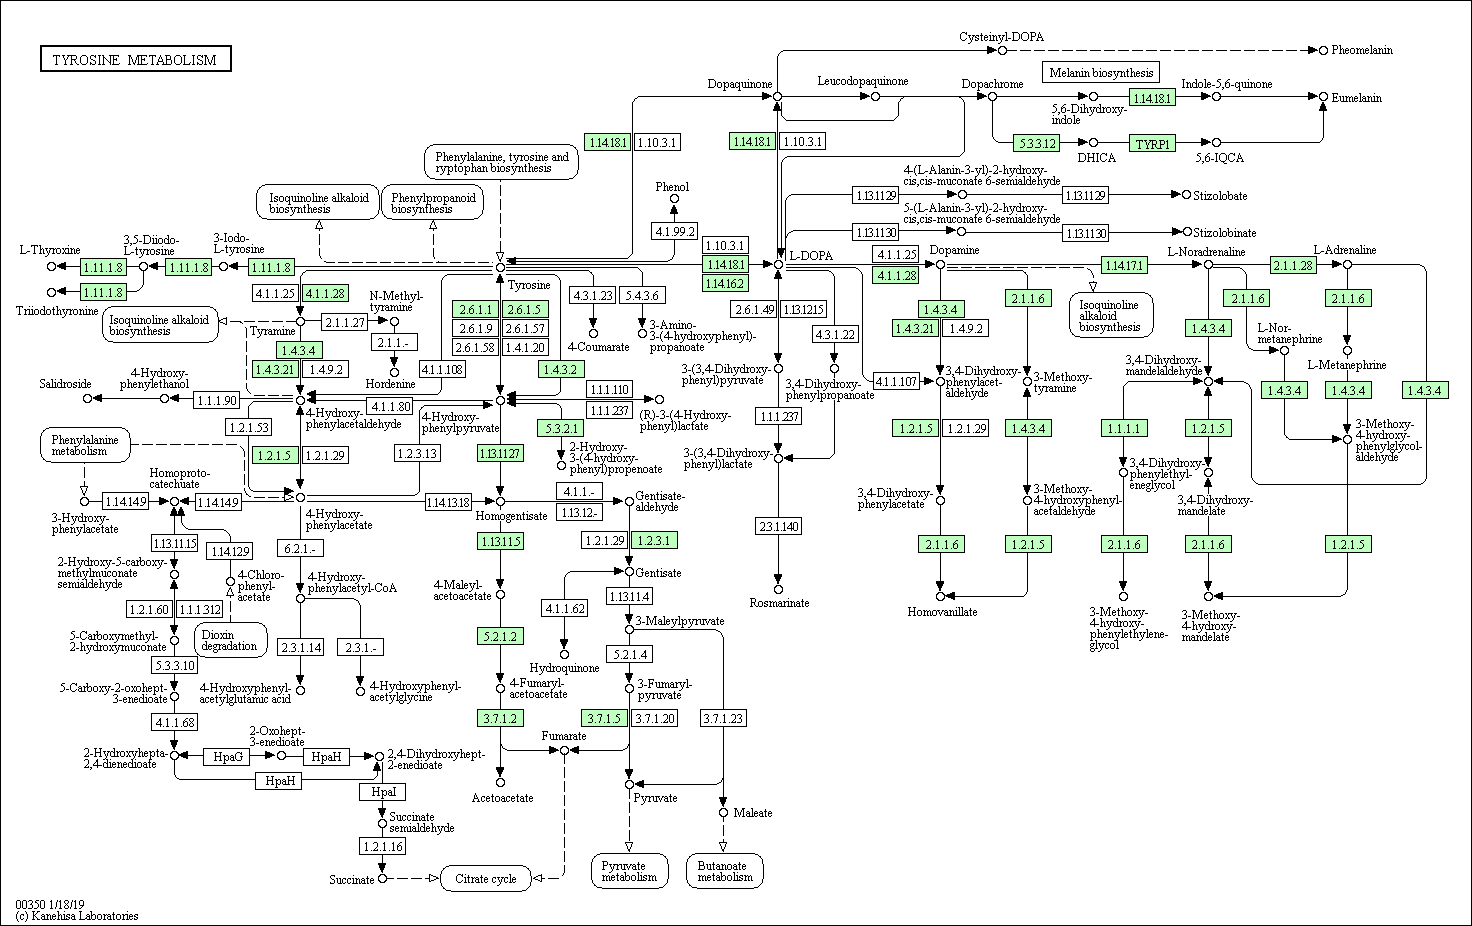 TYROSINE METABOLISM
Cysteinyl-DOPA
Pheomelanin
Melanin biosynthesis
Dopaquinone
Leucodopaquinone
Dopachrome
Indole-5,6-quinone
1.14.18.1
5,6-Dihydroxy-
indole
Eumelanin
1.14.18.1
1.10.3.1
1.14.18.1
1.10.3.1
5.3.3.12
DHICA
TYRP1
5,6-IQCA
Phenylalanine, tyrosine and
ryptophan biosynthesis
Isoquinoline alkaloid
biosynthesis
Phenylpropanoid
biosynthesis
Phenol
4.1.99.2
4-(L-Alanin-3-yl)-2-hydroxy-
cis,cis-muconate 6-semialdehyde
1.13.11.29
1.13.11.29
Stizolobate
5-(L-Alanin-3-yl)-2-hydroxy-
cis,cis-muconate 6-semialdehyde
1.13.11.30
1.13.11.30
Stizolobinate
L-Thyroxine
3,5-Diiodo-
L-tyrosine
3-Iodo-
L-tyrosine
1.11.1.8
1.11.1.8
1.11.1.8
1.11.1.8
Triiodothyronine
1.10.3.1
1.14.18.1
1.14.16.2
L-DOPA
4.1.1.25
4.1.1.28
Dopamine
1.14.17.1
L-Noradrenaline
2.1.1.28
L-Adrenaline
Tyrosine
4.1.1.25
4.1.1.28
N-Methyl-
tyramine
Isoquinoline alkaloid
biosynthesis
Tyramine
2.1.1.27
2.1.1.-
Hordenine
2.6.1.1
2.6.1.5
2.6.1.9
2.6.1.57
2.6.1.58
1.4.1.20
4.3.1.23
5.4.3.6
4-Coumarate
3-Amino-
3-(4-hydroxyphenyl)-
propanoate
2.6.1.49
1.13.12.15
4.3.1.22
1.4.3.4
1.4.3.21
1.4.9.2
2.1.1.6
Isoquinoline
alkaloid
biosynthesis
2.1.1.6
1.4.3.4
L-Nor-
metanephrine
2.1.1.6
L-Metanephrine
1.4.3.4
1.4.3.21
1.4.9.2
4.1.1.108
1.4.3.2
1.1.1.110
1.1.1.237
(R)-3-(4-Hydroxy-
phenyl)lactate
3-(3,4-Dihydroxy-
phenyl)pyruvate
3,4-Dihydroxy-
phenylpropanoate
4.1.1.107
3,4-Dihydroxy-
phenylacet-
aldehyde
3-Methoxy-
tyramine
3,4-Dihydroxy-
mandelaldehyde
1.4.3.4
1.4.3.4
1.4.3.4
Salidroside
4-Hydroxy-
phenylethanol
1.1.1.90
4-Hydroxy-
phenylacetaldehyde
4.1.1.80
4-Hydroxy-
phenylpyruvate
1.2.1.53
Phenylalanine
metabolism
1.2.1.5
1.2.1.29
1.2.3.13
1.13.11.27
5.3.2.1
2-Hydroxy-
3-(4-hydroxy-
phenyl)propenoate
1.1.1.237
3-(3,4-Dihydroxy-
phenyl)lactate
1.2.1.5
1.2.1.29
1.4.3.4
1.1.1.1
1.2.1.5
3-Methoxy-
4-hydroxy-
phenylglycol-
aldehyde
3,4-Dihydroxy-
phenylethyl-
eneglycol
Homoproto-
catechuate
1.14.14.9
1.14.14.9
3-Hydroxy-
phenylacetate
4-Hydroxy-
phenylacetate
1.14.13.18
Homogentisate
4.1.1.-
1.13.12.-
Gentisate-
aldehyde
3,4-Dihydroxy-
phenylacetate
3-Methoxy-
4-hydroxyphenyl-
acetaldehyde
3,4-Dihydroxy-
mandelate
1.13.11.15
1.14.12.9
6.2.1.-
1.13.11.5
1.2.1.29
1.2.3.1
2.3.1.140
2.1.1.6
1.2.1.5
2.1.1.6
2.1.1.6
1.2.1.5
2-Hydroxy-5-carboxy-
methylmuconate
semialdehyde
4-Chloro-
phenyl-
acetate
4-Hydroxy-
phenylacetyl-CoA
4-Maleyl-
acetoacetate
Gentisate
1.13.11.4
4.1.1.62
Rosmarinate
Homovanillate
3-Methoxy-
4-hydroxy-
phenylethylene-
glycol
3-Methoxy-
4-hydroxy-
mandelate
1.2.1.60
1.1.1.312
Dioxin
degradation
5-Carboxymethyl-
2-hydroxymuconate
5.3.3.10
2.3.1.14
2.3.1.-
5.2.1.2
3-Maleylpyruvate
5.2.1.4
Hydroquinone
5-Carboxy-2-oxohept-
3-enedioate
4-Hydroxyphenyl-
acetylglutamic acid
4-Hydroxyphenyl-
acetylglycine
4-Fumaryl-
acetoacetate
3-Fumaryl-
pyruvate
4.1.1.68
3.7.1.2
3.7.1.5
3.7.1.20
3.7.1.23
2-Oxohept-
3-enedioate
Fumarate
2-Hydroxyhepta-
2,4-dienedioate
HpaG
HpaH
2,4-Dihydroxyhept-
2-enedioate
HpaH
HpaI
Acetoacetate
Pyruvate
Maleate
Succinate
semialdehyde
1.2.1.16
Succinate
Citrate cycle
Pyruvate
metabolism
Butanoate
metabolism
00350 1/18/19
(c) Kanehisa Laboratories